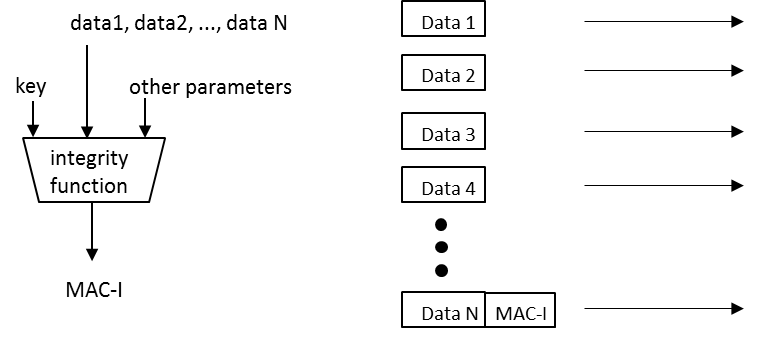 data1, data2, ..., data N
key
other parameters
integrity
function
MAC-I
Data 1
Data 2
Data 3
Data 4
Data N
MAC-I